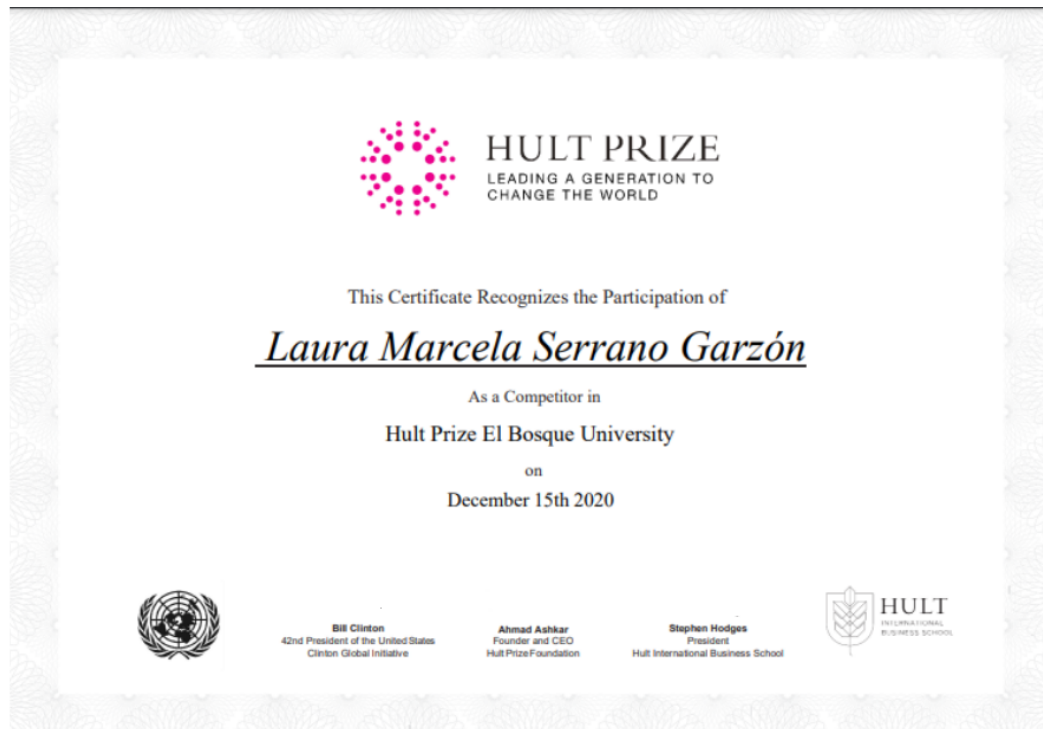 HULT PRIZE
LEADING A GENERATION TO
CHANGE THE WORLD
This Certificate Recognizes the Participation of
Laura Marcela Serrano Garzón
As a Competitor in
Hult Prize El Bosque University
on
December 15th 2020
Bill Clinton
42nd President of the United States
Clinton Global Initiative
Ahmad Ashkar
Founder and CEO
Hult Prize Foundation
Stephen Hodges
President
Hult International Business School
HULT
INTERNATIONAL
BUSINESS SCHOOL